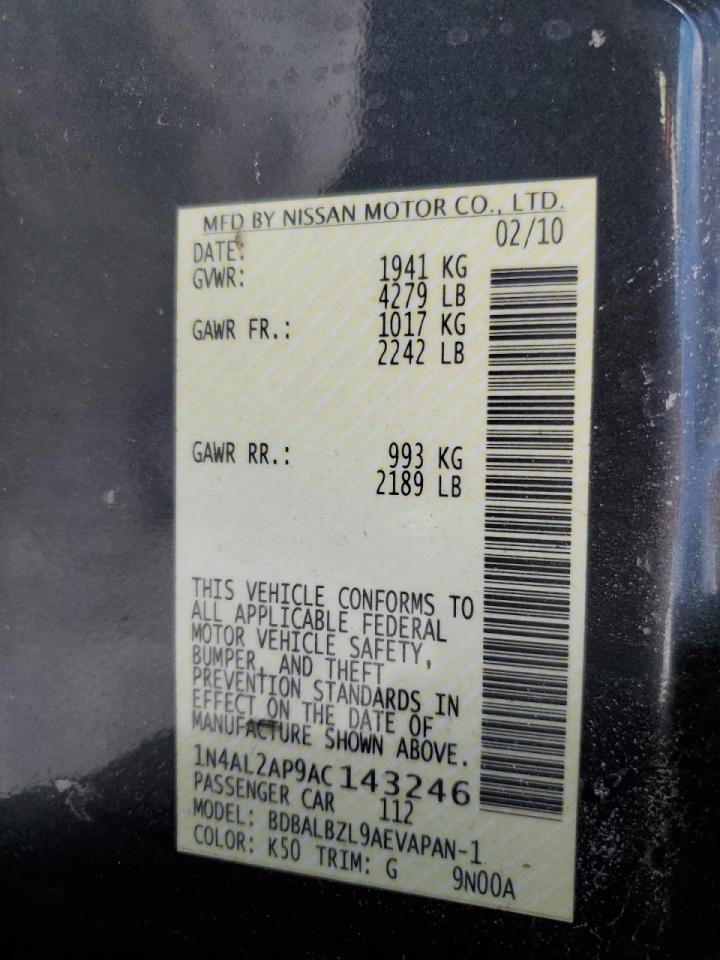 MFD BY NISSAN MOTOR CO., LTD.
DATE: 02/10
GVWR: 1941 KG
4279 LB
GAWR FR.: 1017 KG
2242 LB
GAWR RR.: 993 KG
2189 LB
THIS VEHICLE CONFORMS TO
ALL APPLICABLE FEDERAL
MOTOR VEHICLE SAFETY,
BUMPER, AND THEFT
PREVENTION STANDARDS IN
EFFECT ON THE DATE OF
MANUFACTURE SHOWN ABOVE.
1N4AL2AP9AC143246
PASSENGER CAR 112
MODEL: BDBALBZL9AEVAPAN-1
COLOR: K50 TRIM: G 9N00A